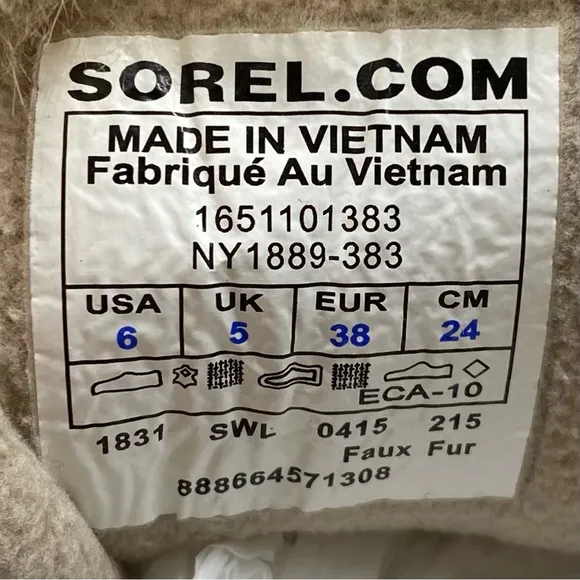 SOREL.COM
MADE IN VIETNAM
Fabriqué Au Vietnam
1651101383
NY1889-383
USA UK EUR CM
6 5 38 24
ECA-10
1831 SWL 0415 215
Faux Fur
888664571308